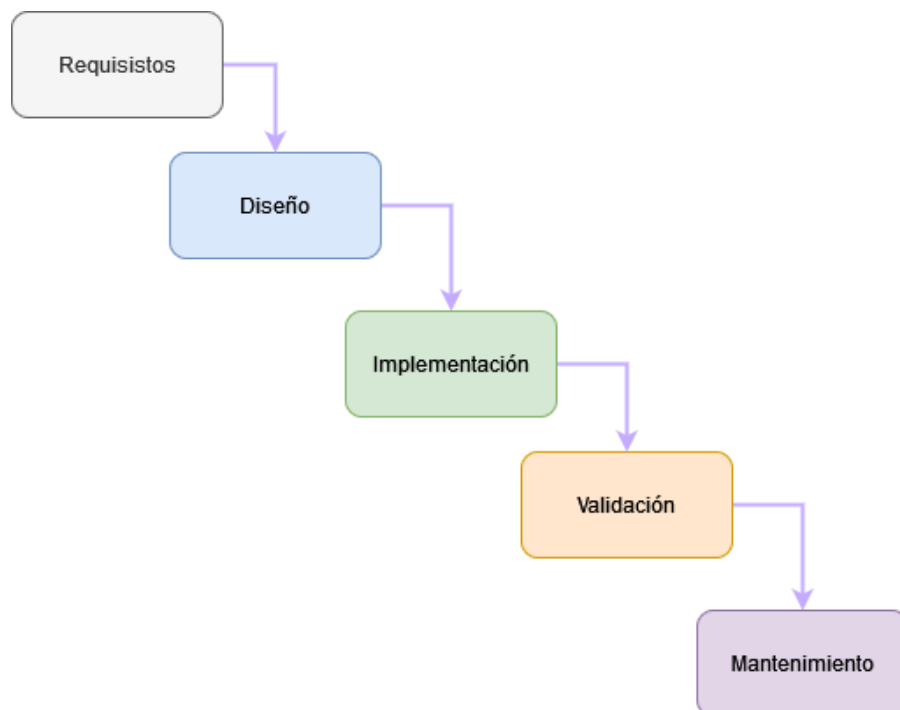 Requisistos
Diseño
Implementación
Validación
Mantenimiento